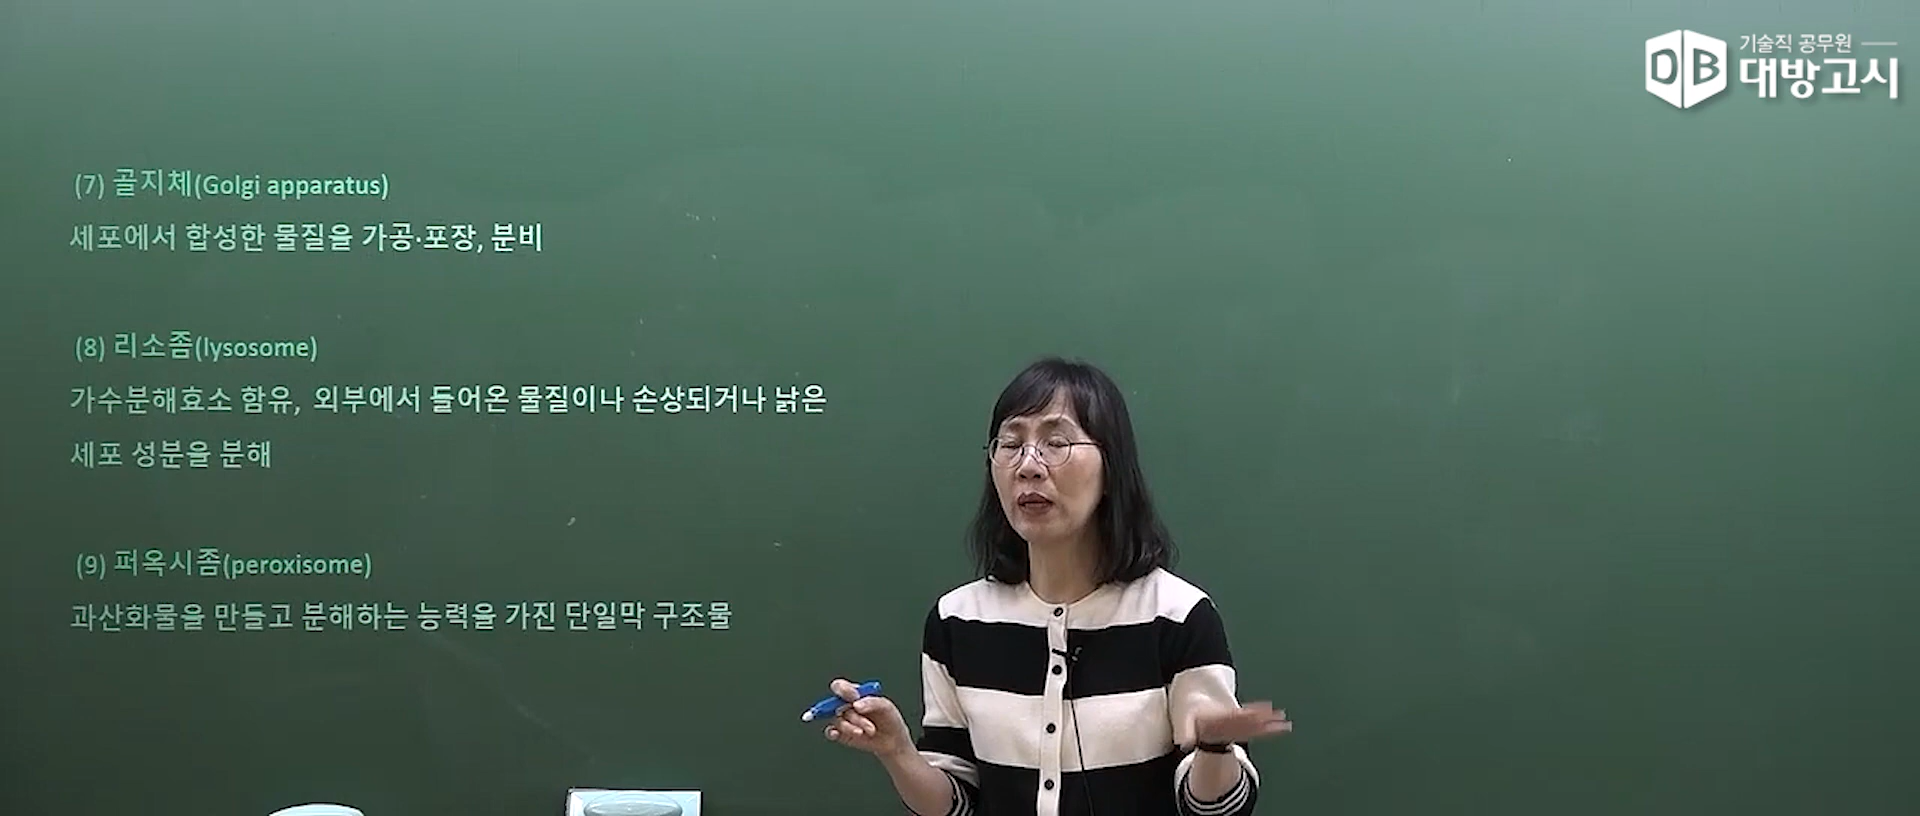 기술직 공무원
DB 대방고시
(7) 골지체(Golgi apparatus)
세포에서 합성한 물질을 가공·포장, 분비
(8) 리소좀(lysosome)
가수분해효소 함유, 외부에서 들어온 물질이나 손상되거나 낡은
세포 성분을 분해
(9) 퍼옥시좀(peroxisome)
과산화물을 만들고 분해하는 능력을 가진 단일막 구조물